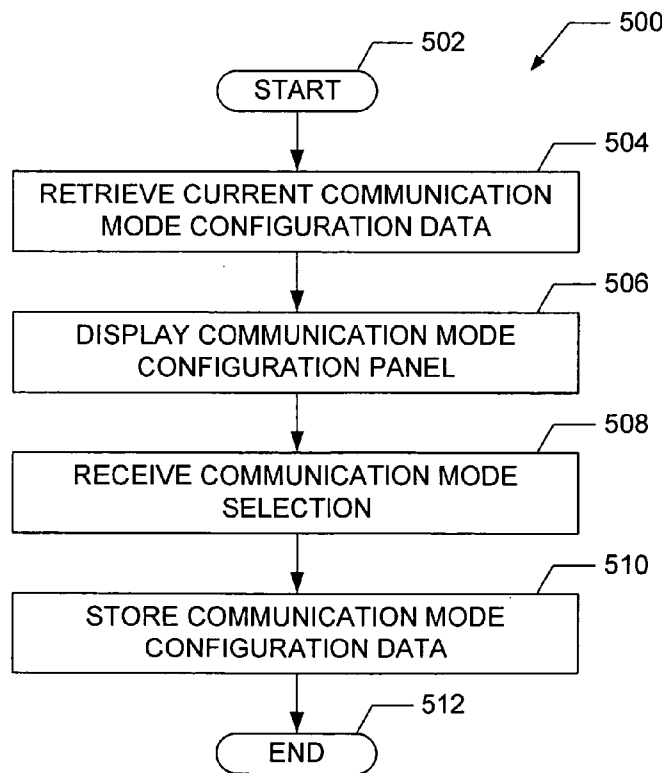 500
502
START
504
RETRIEVE CURRENT COMMUNICATION
MODE CONFIGURATION DATA
506
DISPLAY COMMUNICATION MODE
CONFIGURATION PANEL
508
RECEIVE COMMUNICATION MODE
SELECTION
510
STORE COMMUNICATION MODE
CONFIGURATION DATA
512
END